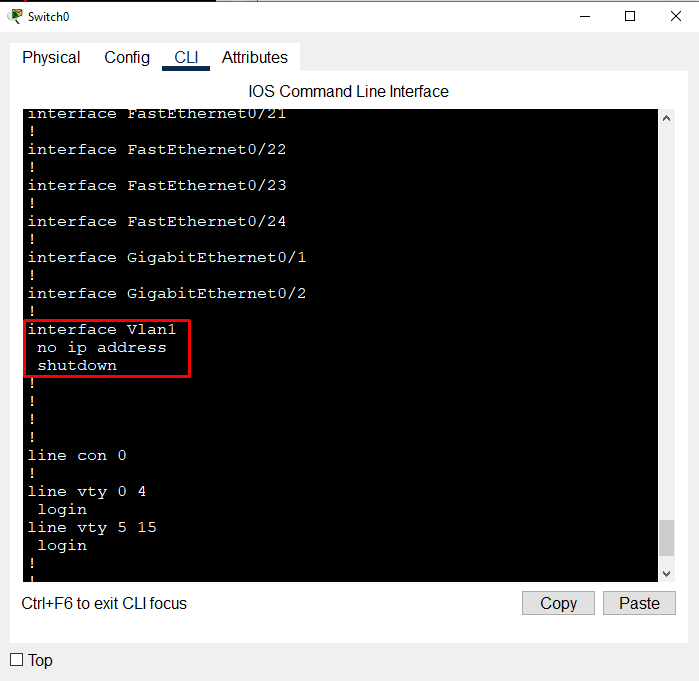 Switch0
Physical Config CLI Attributes
IOS Command Line Interface
interface FastEthernet0/21
!
interface FastEthernet0/22
!
interface FastEthernet0/23
!
interface FastEthernet0/24
!
interface GigabitEthernet0/1
!
interface GigabitEthernet0/2
!
interface Vlan1
 no ip address
 shutdown
!
!
!
!
line con 0
!
line vty 0 4
 login
line vty 5 15
 login
!
!
Ctrl+F6 to exit CLI focus
Copy Paste
Top